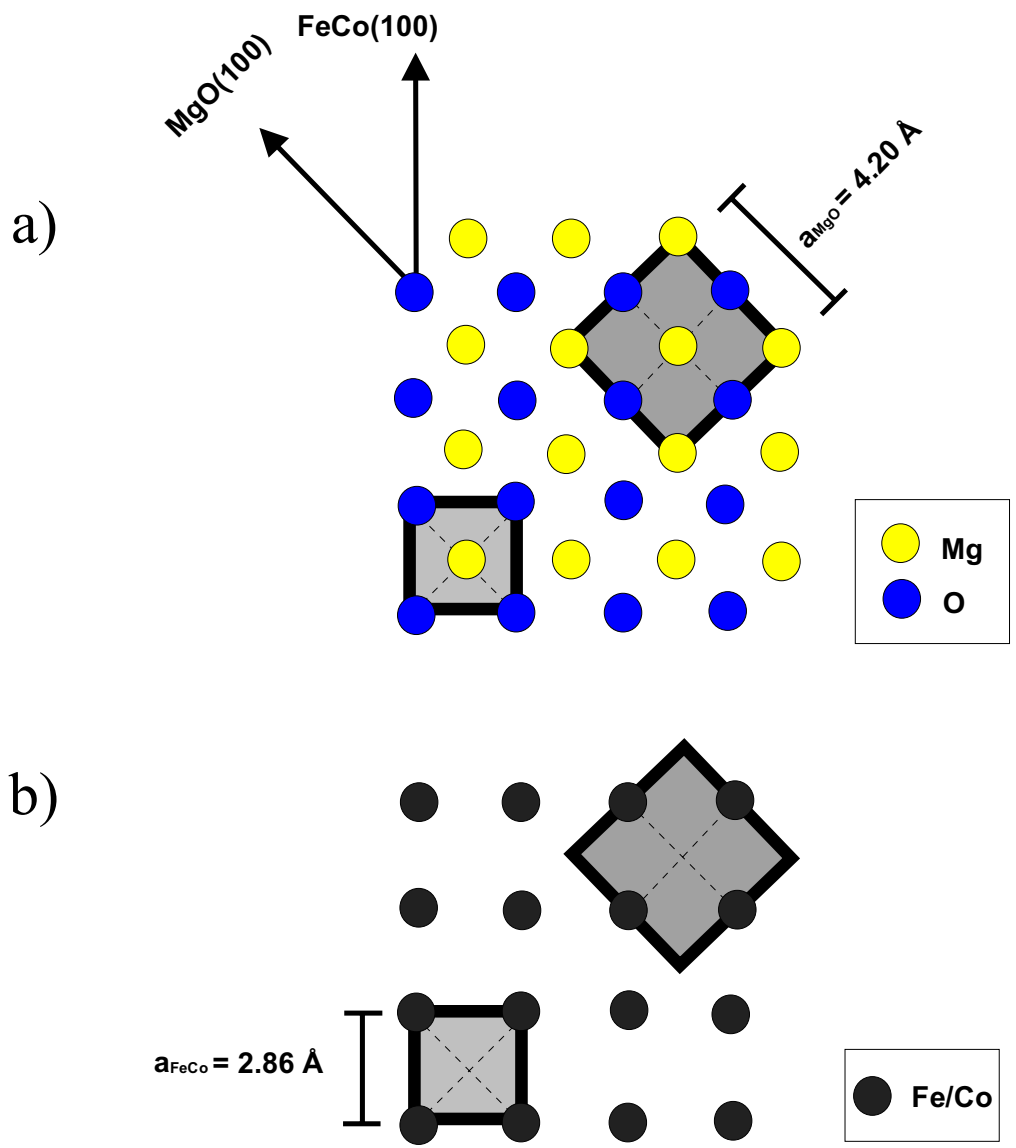 FeCo(100)
MgO(100)
a)
aMgO = 4.20 Å
Mg
O
b)
aFeCo = 2.86 Å
Fe/Co